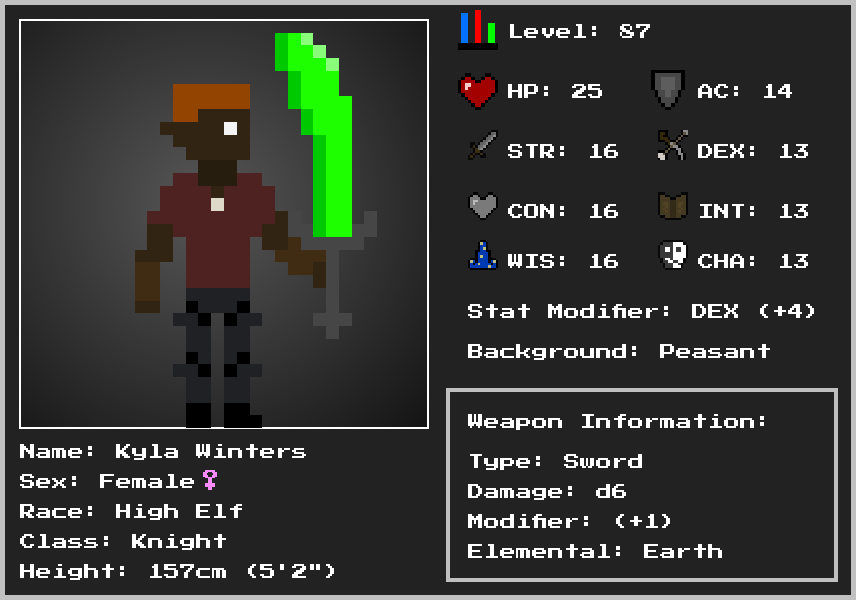 Level: 87
HP: 25 AC: 14
STR: 16 DEX: 13
CON: 16 INT: 13
WIS: 16 CHA: 13
Stat Modifier: DEX (+4)
Background: Peasant
Weapon Information:
Type: Sword
Damage: d6
Modifier: (+1)
Elemental: Earth
Name: Kyla Winters
Sex: Female♀
Race: High Elf
Class: Knight
Height: 157cm (5'2")